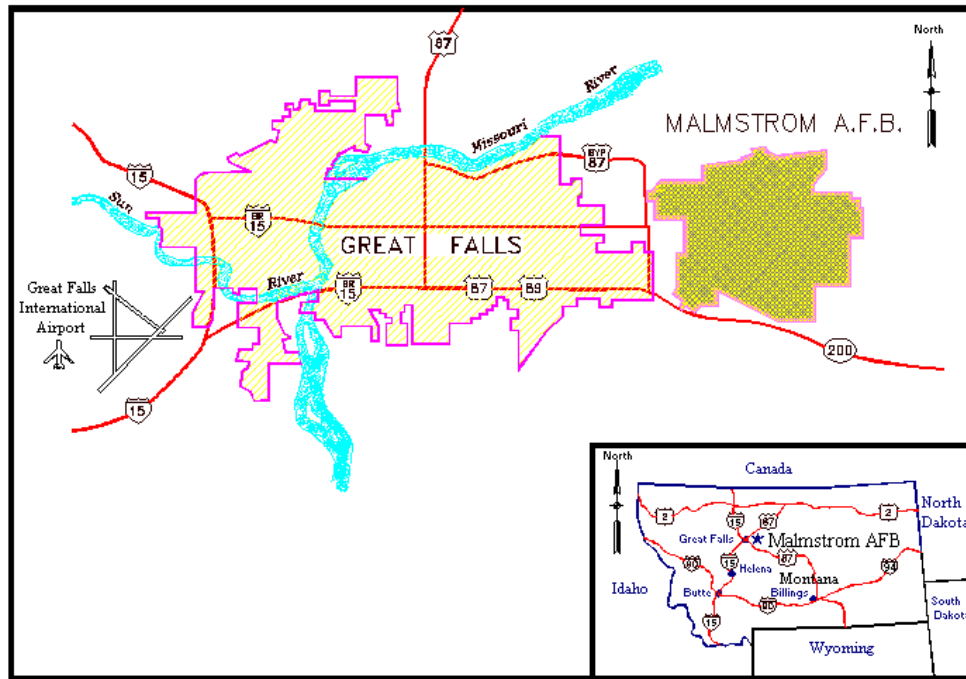 87
North
River
Missouri
MALMSTROM A.F.B.
BYP
87
15
Sun
BR
15
GREAT FALLS
River
BR
15
87
89
Great Falls
International
Airport
200
15
North
Canada
North
Dakota
2
2
15
87
Great Falls
Malmstrom AFB
90
15
87
94
Helena
Montana
Idaho
Butte
Billings
90
15
South
Dakota
Wyoming